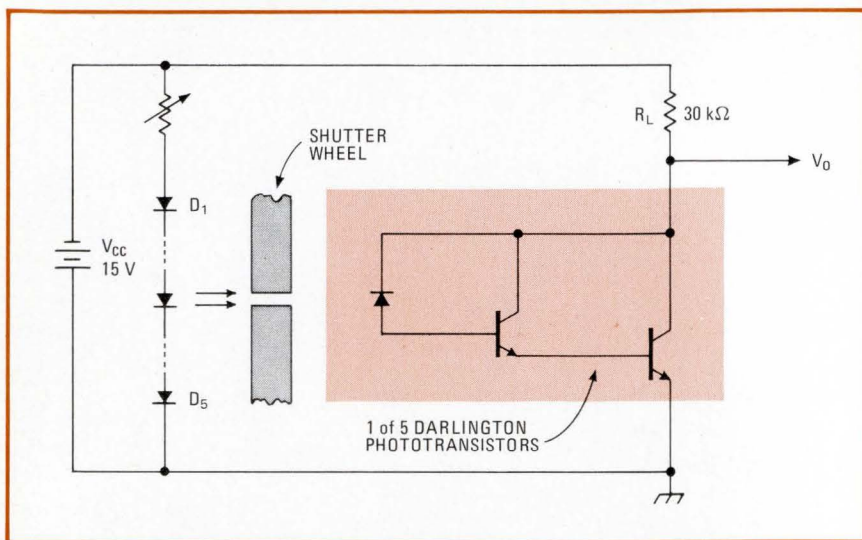 SHUTTER
WHEEL
R_L 30 kΩ
V_O
D_1
V_CC
15 V
D_5
1 of 5 DARLINGTON
PHOTOTRANSISTORS